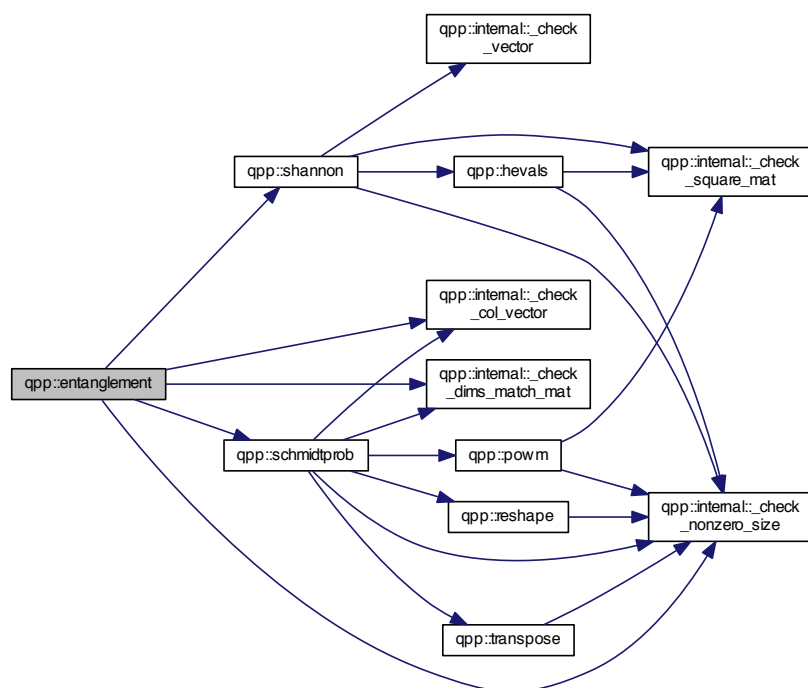 qpp::internal::_check
_vector
qpp::shannon
qpp::hevals
qpp::internal::_check
_square_mat
qpp::internal::_check
_col_vector
qpp::entanglement
qpp::internal::_check
_dims_match_mat
qpp::schmidtprob
qpp::powm
qpp::reshape
qpp::internal::_check
_nonzero_size
qpp::transpose